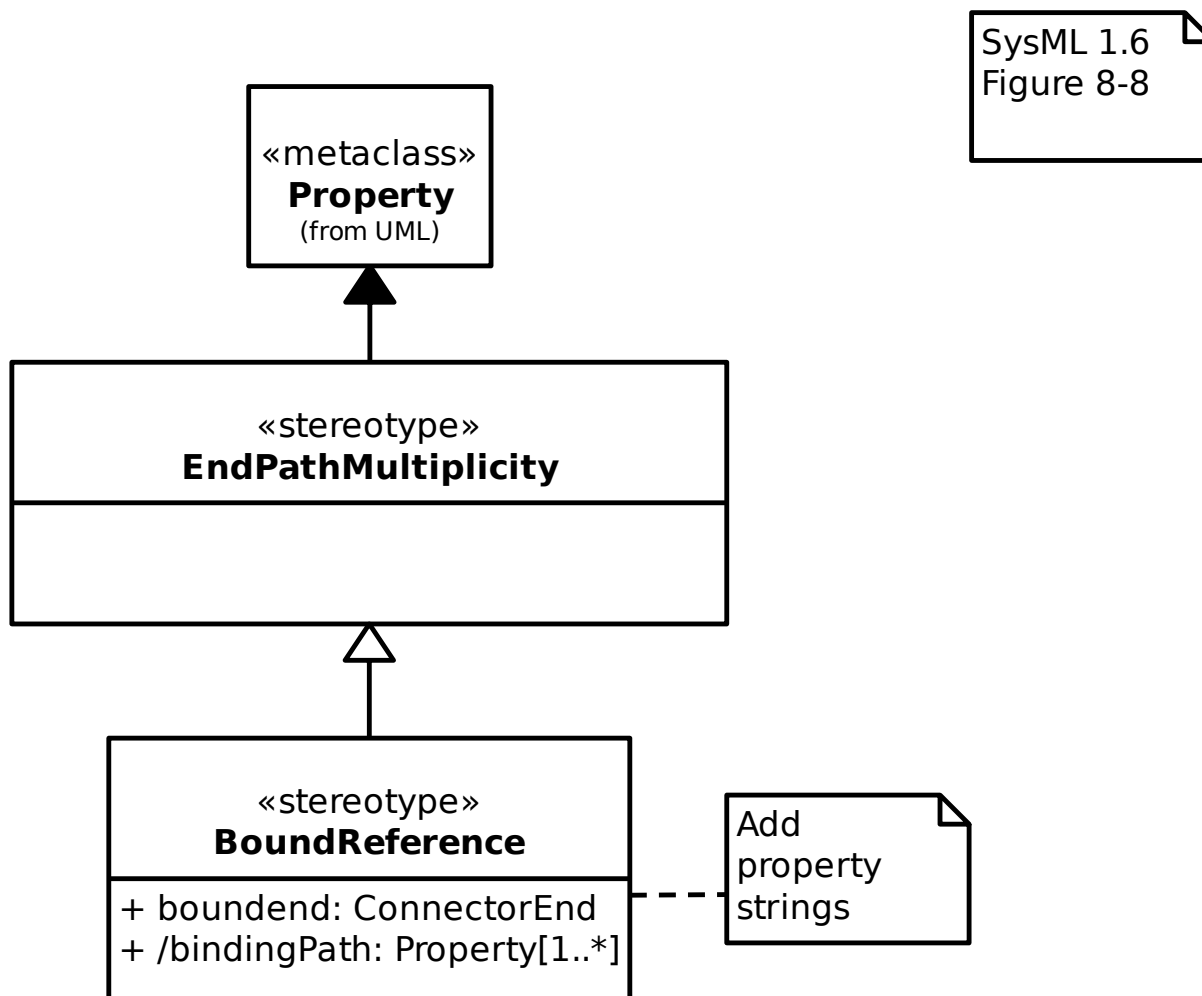 SysML 1.6
Figure 8-8
«metaclass»
Property
(from UML)
«stereotype»
EndPathMultiplicity
«stereotype»
BoundReference
+ boundend: ConnectorEnd
+ /bindingPath: Property[1..*]
Add
property
strings